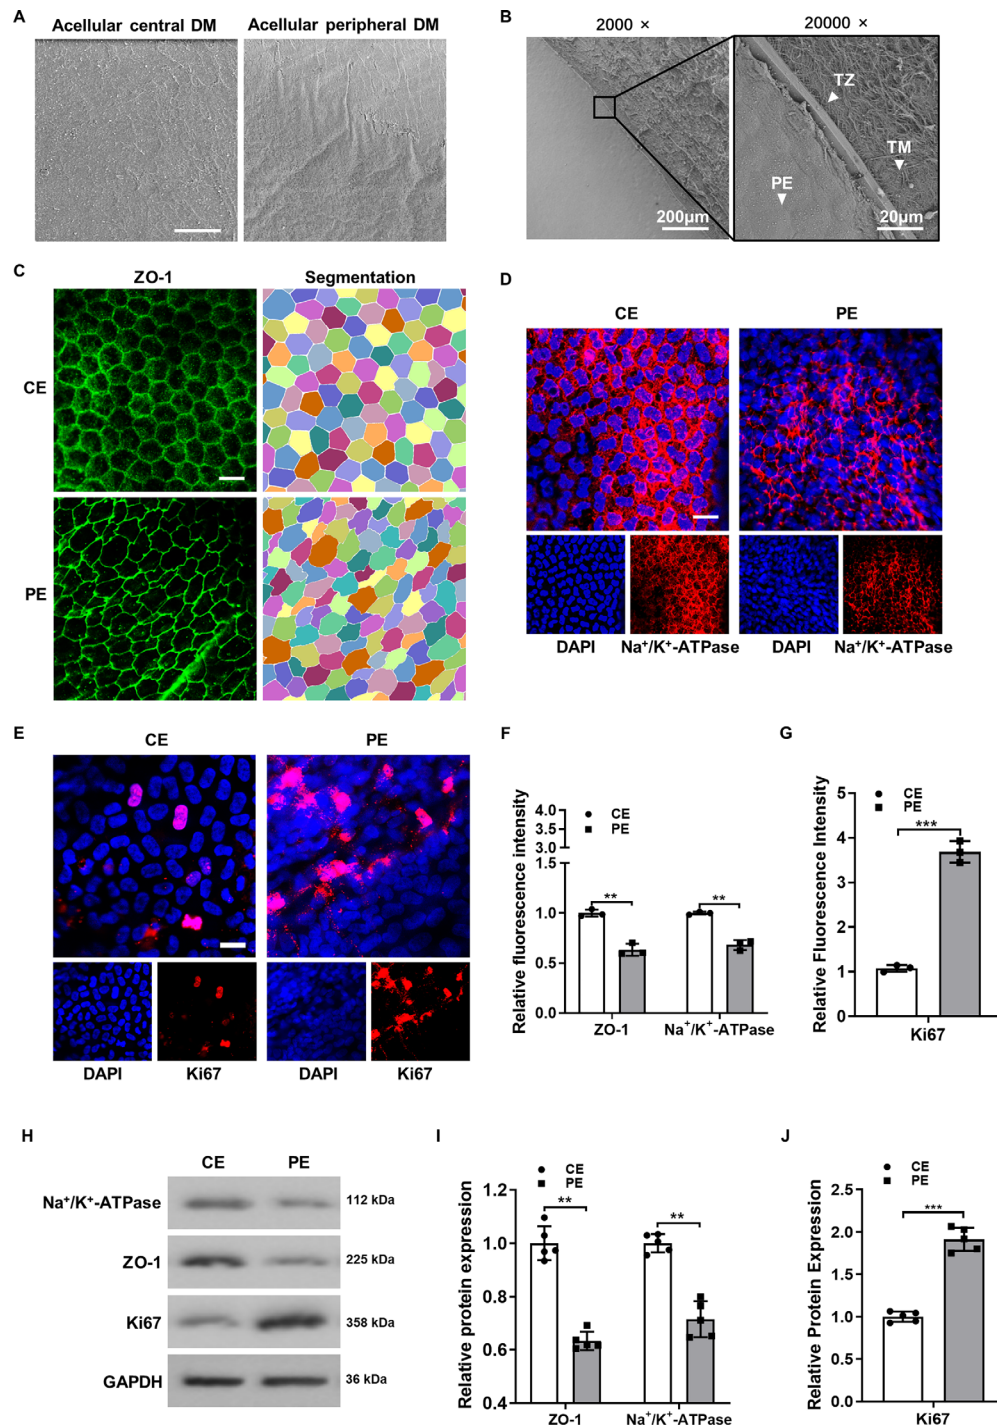 A
Acellular central DM
Acellular peripheral DM
B
2000 ×
20000 ×
TZ
TM
PE
200μm
20μm
C
ZO-1
Segmentation
CE
PE
D
CE
PE
DAPI
Na⁺/K⁺-ATPase
DAPI
Na⁺/K⁺-ATPase
E
CE
PE
DAPI
Ki67
DAPI
Ki67
F
CE
PE
Relative fluorescence intensity
4.0
3.5
3.0
1.5
1.0
0.5
0.0
**
**
ZO-1
Na⁺/K⁺-ATPase
G
CE
PE
Relative Fluorescence Intensity
5
4
3
2
1
0
***
Ki67
H
CE
PE
Na⁺/K⁺-ATPase
112 kDa
ZO-1
225 kDa
Ki67
358 kDa
GAPDH
36 kDa
I
CE
PE
Relative protein expression
1.2
1.0
0.8
0.6
0.4
**
**
ZO-1
Na⁺/K⁺-ATPase
J
CE
PE
Relative Protein Expression
2.5
2.0
1.5
1.0
0.5
0.0
***
Ki67